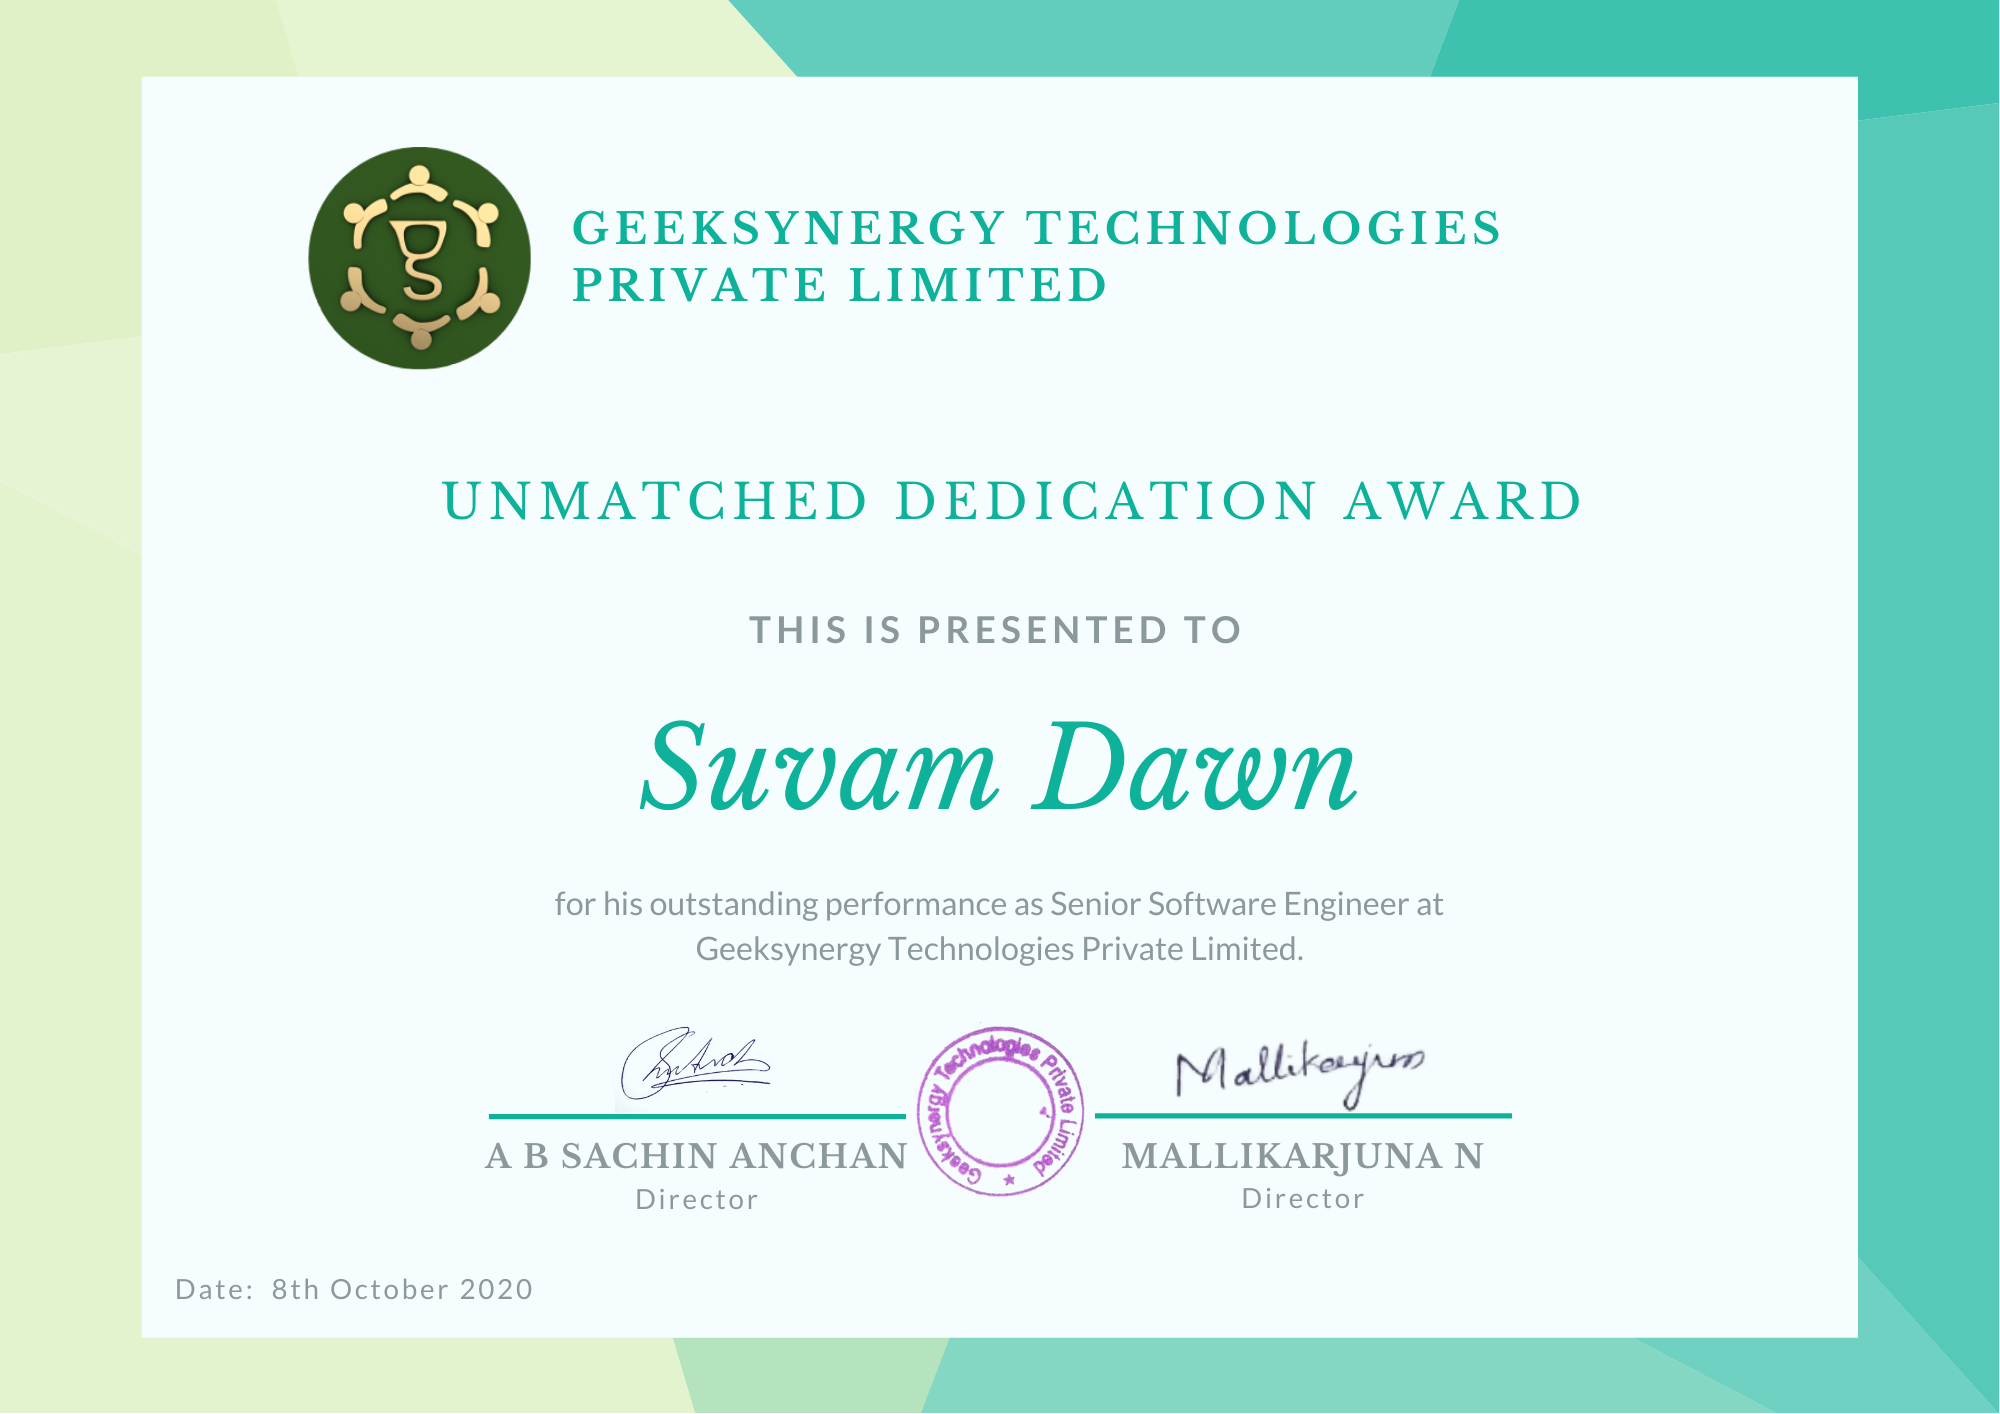 GEEKSYNERGY TECHNOLOGIES
PRIVATE LIMITED
UNMATCHED DEDICATION AWARD
THIS IS PRESENTED TO
Suvam Dawn
for his outstanding performance as Senior Software Engineer at
Geeksynergy Technologies Private Limited.
Mallikarjuna
Geeksynergy Technologies Private Limited
A B SACHIN ANCHAN
Director
MALLIKARJUNA N
Director
Date: 8th October 2020